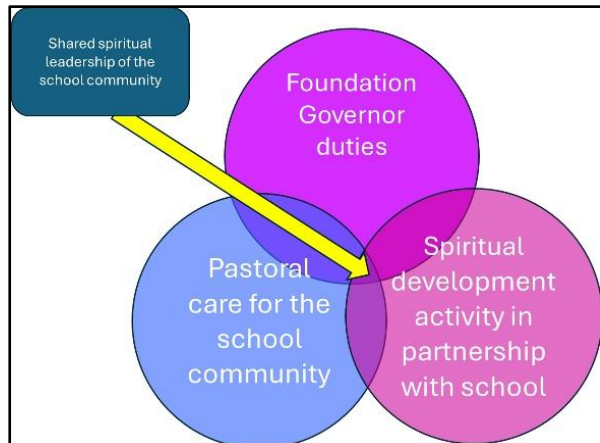 Shared spiritual
leadership of the
school community
Foundation
Governor
duties
Pastoral
care for the
school
community
Spiritual
development
activity in
partnership
with school